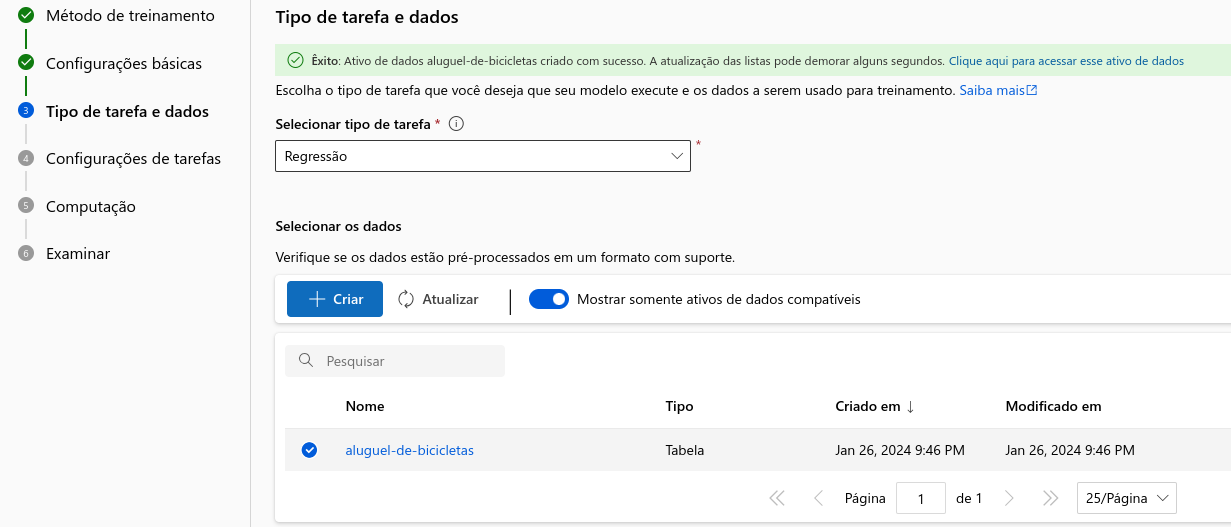 Método de treinamento
Configurações básicas
3 Tipo de tarefa e dados
4 Configurações de tarefas
5 Computação
6 Examinar
Tipo de tarefa e dados
Êxito: Ativo de dados aluguel-de-bicicletas criado com sucesso. A atualização das listas pode demorar alguns segundos. Clique aqui para acessar esse ativo de dados
Escolha o tipo de tarefa que você deseja que seu modelo execute e os dados a serem usado para treinamento. Saiba mais
Selecionar tipo de tarefa *
Regressão *
Selecionar os dados
Verifique se os dados estão pré-processados em um formato com suporte.
Criar Atualizar Mostrar somente ativos de dados compatíveis
Pesquisar
Nome Tipo Criado em ↓ Modificado em
aluguel-de-bicicletas Tabela Jan 26, 2024 9:46 PM Jan 26, 2024 9:46 PM
Página 1 de 1 25/Página